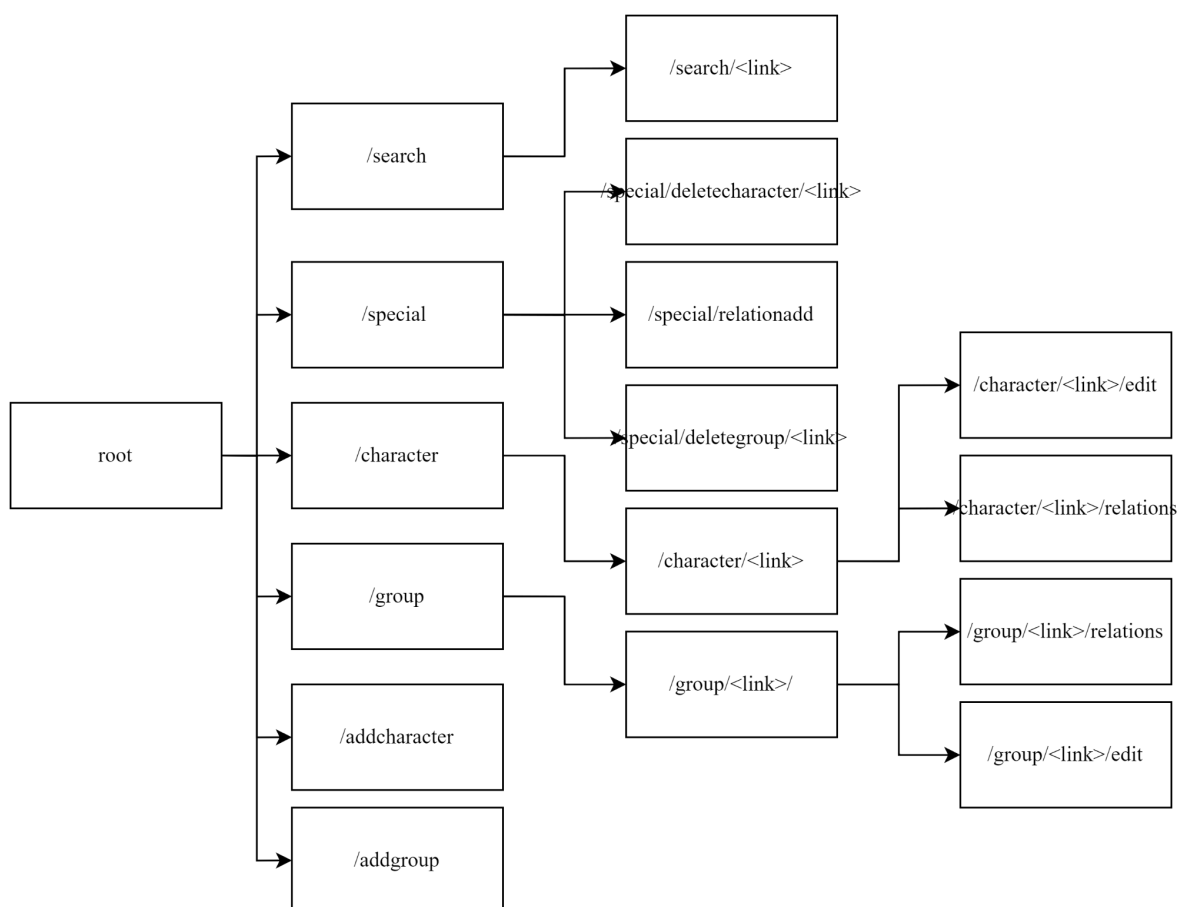 root
/search
/special
/character
/group
/addcharacter
/addgroup
/search/<link>
/special/deletecharacter/<link>
/special/relationadd
/special/deletegroup/<link>
/character/<link>
/group/<link>/
/character/<link>/edit
/character/<link>/relations
/group/<link>/relations
/group/<link>/edit